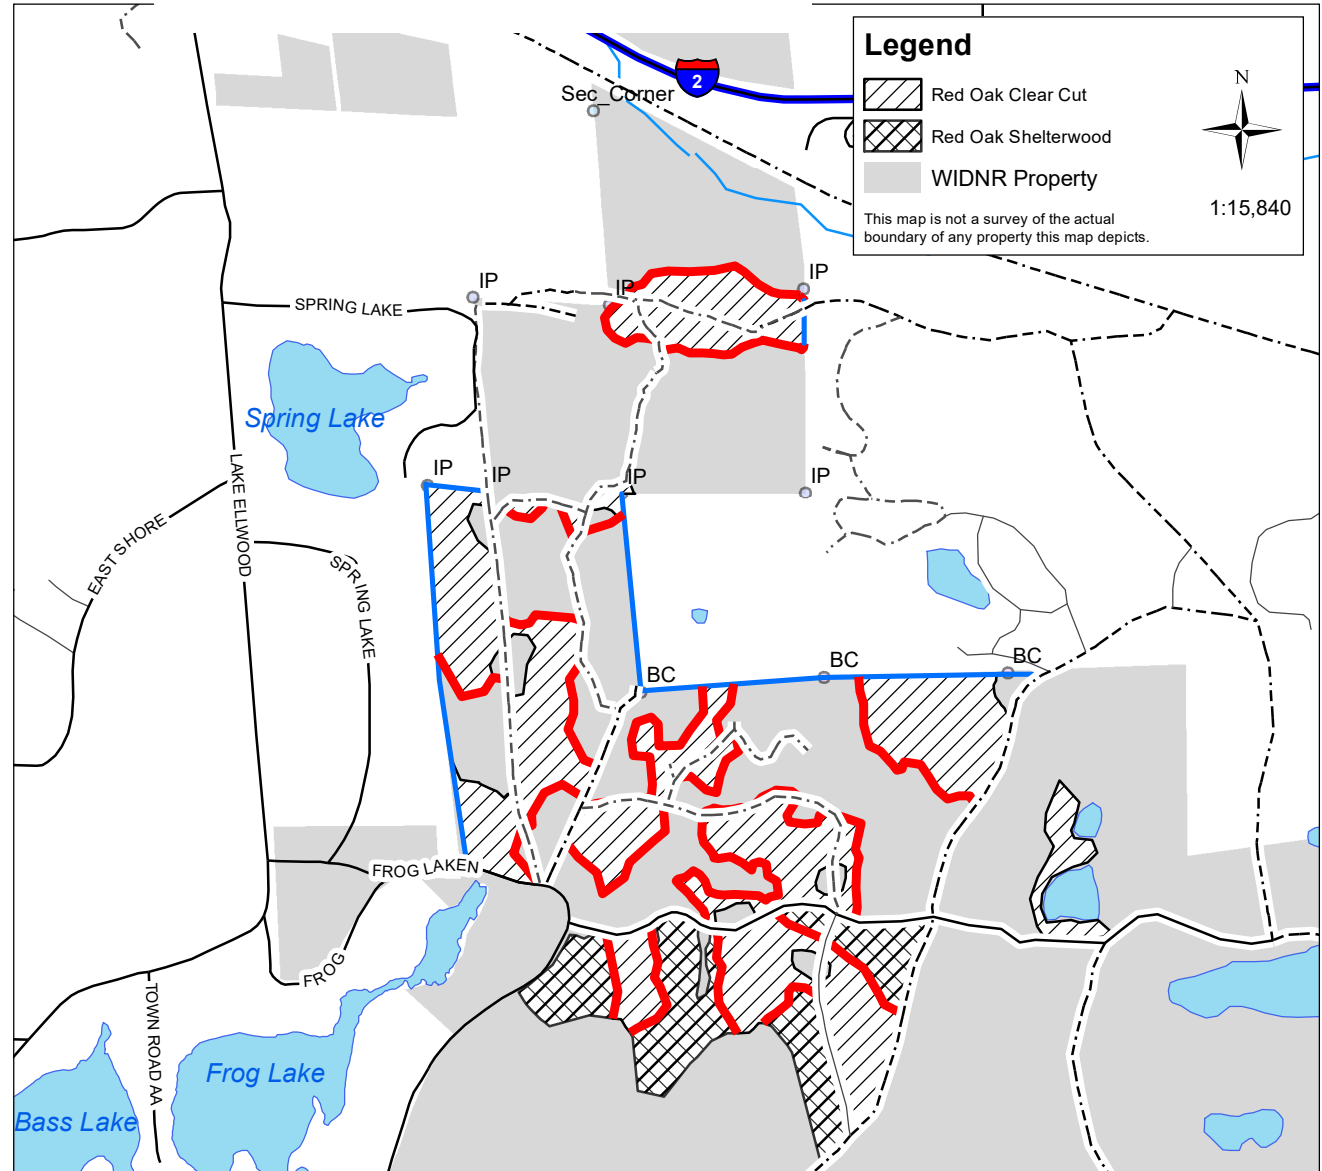 Legend
Red Oak Clear Cut
Red Oak Shelterwood
WIDNR Property
This map is not a survey of the actual
boundary of any property this map depicts.
N
1:15,840
2
Sec_Corner
IP
IP
IP
SPRING LAKE
Spring Lake
LAKE ELLWOOD
EAST SHORE
SPRING LAKE
IP
IP
IP
IP
BC
BC
BC
FROG LAKEN
FROG
TOWN ROAD AA
Frog Lake
Bass Lake